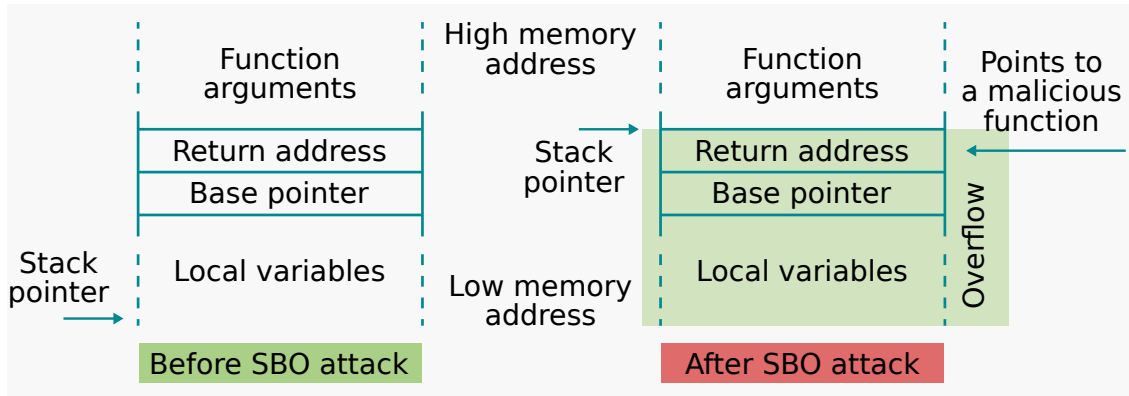 Function
arguments
Return address
Base pointer
Local variables
Stack
pointer
Before SBO attack
High memory
address
Low memory
address
Function
arguments
Stack
pointer
Return address
Base pointer
Local variables
Overflow
Points to
a malicious
function
After SBO attack